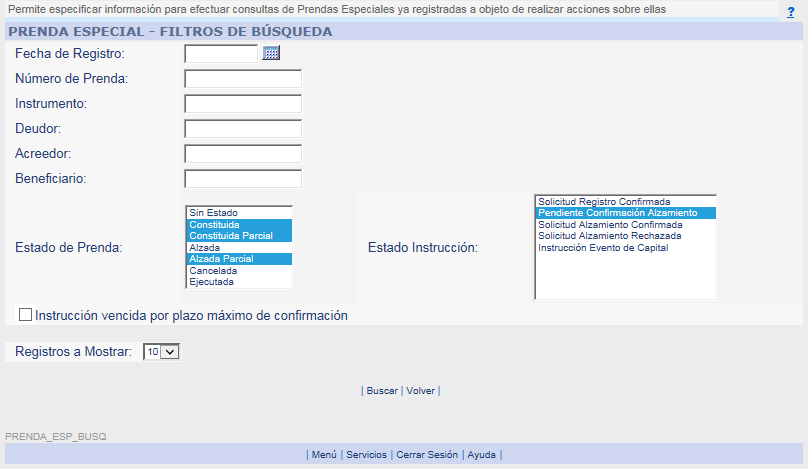 Permite especificar información para efectuar consultas de Prendas Especiales ya registradas a objeto de realizar acciones sobre ellas
?
PRENDA ESPECIAL - FILTROS DE BÚSQUEDA
Fecha de Registro:
Número de Prenda:
Instrumento:
Deudor:
Acreedor:
Beneficiario:
Estado de Prenda:
Sin Estado
Constituida
Constituida Parcial
Alzada
Alzada Parcial
Cancelada
Ejecutada
Estado Instrucción:
Solicitud Registro Confirmada
Pendiente Confirmación Alzamiento
Solicitud Alzamiento Confirmada
Solicitud Alzamiento Rechazada
Instrucción Evento de Capital
Instrucción vencida por plazo máximo de confirmación
Registros a Mostrar: 10
| Buscar | Volver |
PRENDA_ESP_BUSQ
| Menú | Servicios | Cerrar Sesión | Ayuda |